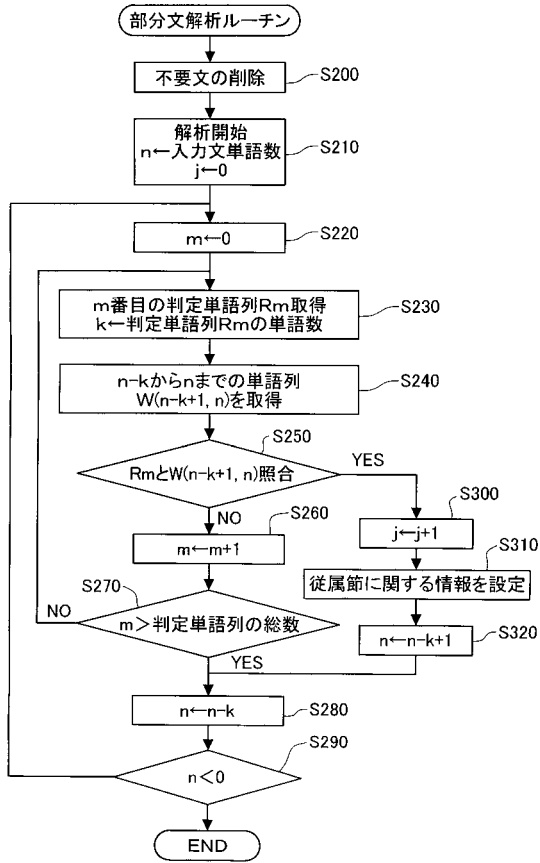 部分文解析ルーチン
不要文の削除
S200
解析開始
n←入力文単語数
j←0
S210
m←0
S220
m番目の判定単語列Rm取得
k←判定単語列Rmの単語数
S230
n-kからnまでの単語列
W(n-k+1, n)を取得
S240
S250
RmとW(n-k+1, n)照合
YES
NO
S260
m←m+1
S300
j←j+1
S310
従属節に関する情報を設定
S270
NO
m＞判定単語列の総数
YES
S320
n←n-k+1
n←n-k
S280
S290
n＜0
END